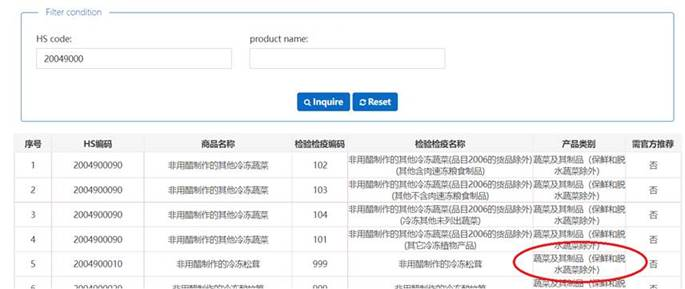 Filter condition
HS code:
product name:
20049000
Inquire
Reset
序号 HS编码 商品名称 检验检疫编码 检验检疫名称 产品类别 需官方推荐
1 2004900090 非用醋制作的其他冷冻蔬菜 102 非用醋制作的其他冷冻蔬菜(品目2006的货品除外)(其他含肉速冻粮食制品) 蔬菜及其制品（保鲜和脱水蔬菜除外） 否
2 2004900090 非用醋制作的其他冷冻蔬菜 103 非用醋制作的其他冷冻蔬菜(品目2006的货品除外)(其他不含肉速冻粮食制品) 蔬菜及其制品（保鲜和脱水蔬菜除外） 否
3 2004900090 非用醋制作的其他冷冻蔬菜 104 非用醋制作的其他冷冻蔬菜(品目2006的货品除外)(冷冻其他未列出蔬菜) 蔬菜及其制品（保鲜和脱水蔬菜除外） 否
4 2004900090 非用醋制作的其他冷冻蔬菜 101 非用醋制作的其他冷冻蔬菜(品目2006的货品除外)(其它冷冻植物产品) 蔬菜及其制品（保鲜和脱水蔬菜除外） 否
5 2004900010 非用醋制作的冷冻松茸 999 非用醋制作的冷冻松茸 蔬菜及其制品（保鲜和脱水蔬菜除外） 否